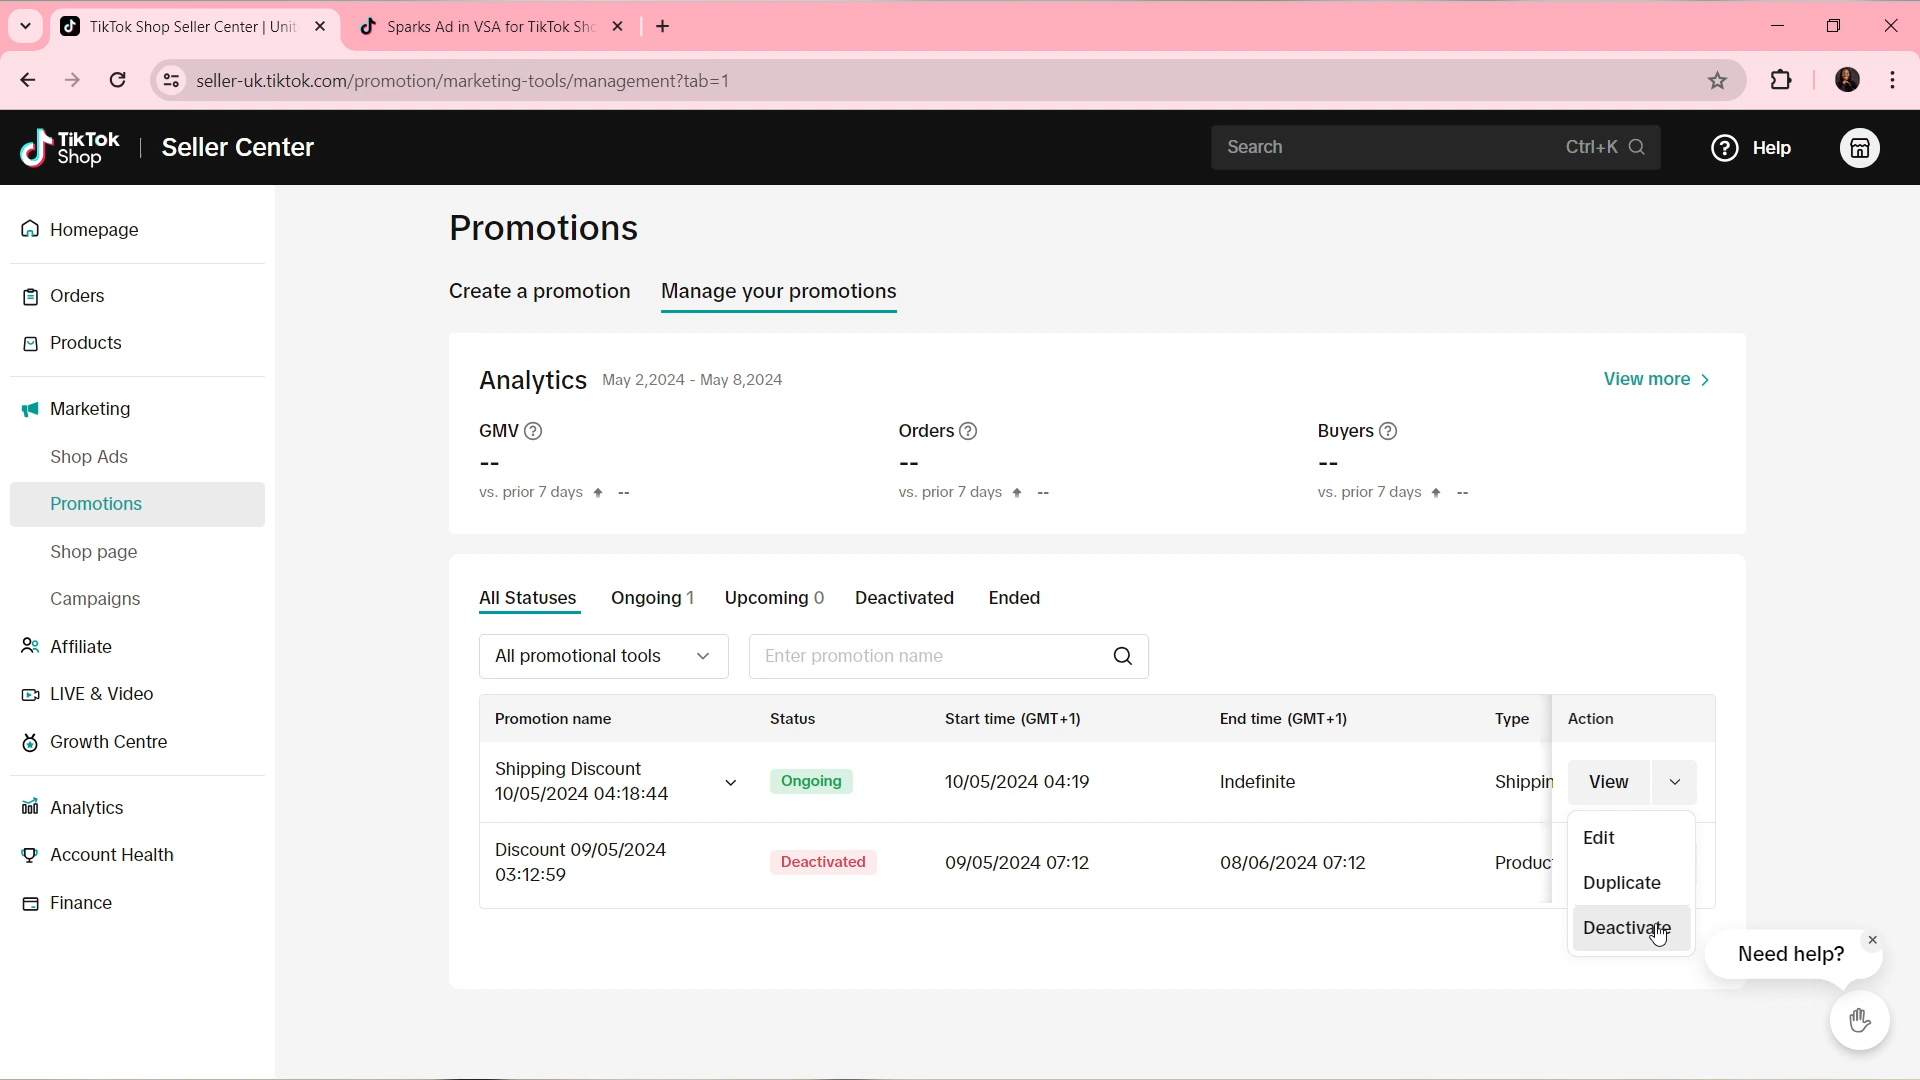 TikTok Shop Seller Center | Unit
Sparks Ad in VSA for TikTok Sho
seller-uk.tiktok.com/promotion/marketing-tools/management?tab=1
TikTok
Shop
Seller Center
Search
Ctrl+K
Help
Homepage
Orders
Products
Marketing
Shop Ads
Promotions
Shop page
Campaigns
Affiliate
LIVE & Video
Growth Centre
Analytics
Account Health
Finance
Promotions
Create a promotion
Manage your promotions
Analytics May 2,2024 - May 8,2024
View more
GMV
Orders
Buyers
--
--
--
vs. prior 7 days --
vs. prior 7 days --
vs. prior 7 days --
All Statuses
Ongoing 1
Upcoming 0
Deactivated
Ended
All promotional tools
Enter promotion name
Promotion name
Status
Start time (GMT+1)
End time (GMT+1)
Type
Action
Shipping Discount
10/05/2024 04:18:44
Ongoing
10/05/2024 04:19
Indefinite
Shippin
View
Discount 09/05/2024
03:12:59
Deactivated
09/05/2024 07:12
08/06/2024 07:12
Produc
Edit
Duplicate
Deactivate
Need help?